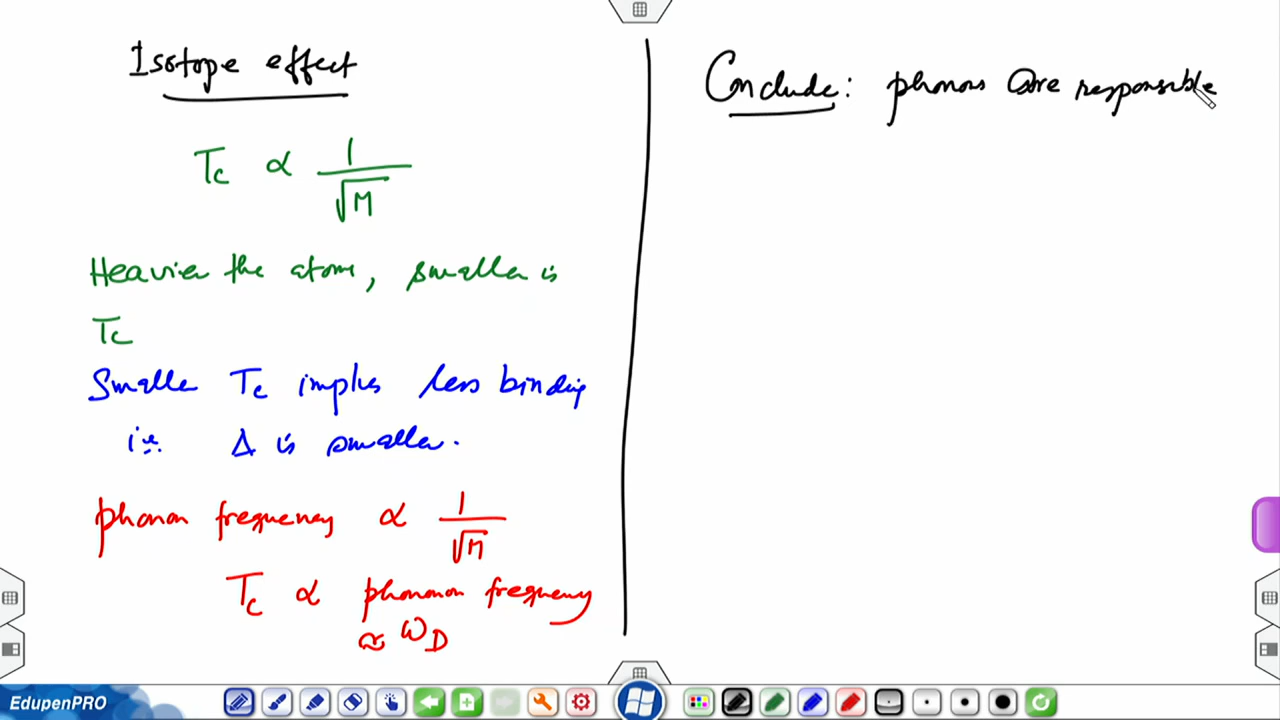 Isotope effect
Tc ∝ 1/√M
Heavier the atom, smaller is
Tc
Smaller Tc implies less binding
i.e. Δ is smaller.
phonon frequency ∝ 1/√M
Tc ∝ phonon frequency
≈ ωD
Conclude: phonons are responsible
EdupenPRO